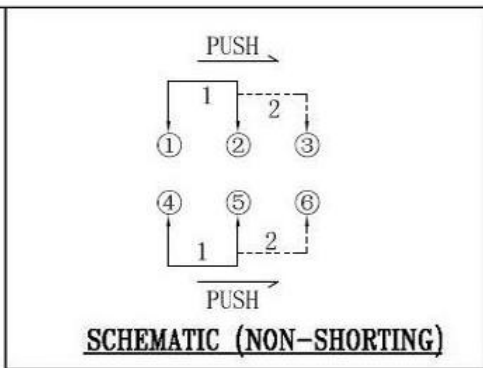 PUSH
1 2
① ② ③
④ ⑤ ⑥
1 2
PUSH
SCHEMATIC (NON-SHORTING)